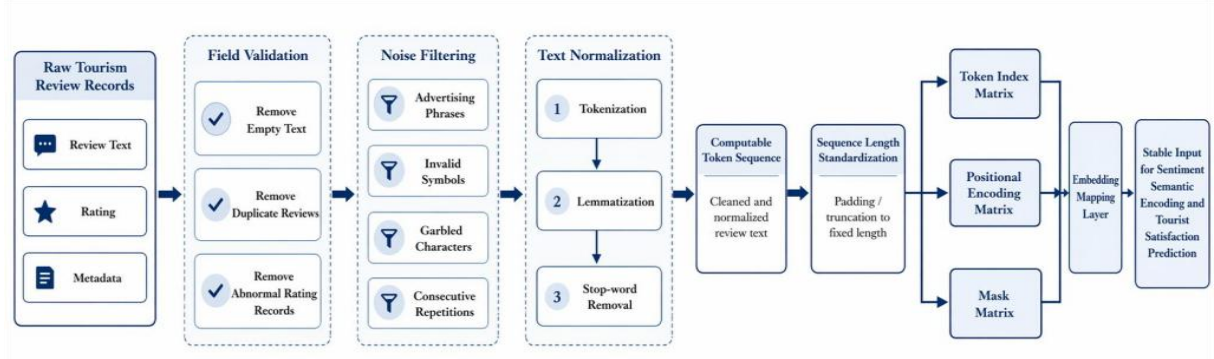 Raw Tourism
Review Records
Review Text
Rating
Metadata
Field Validation
Remove
Empty Text
Remove
Duplicate Reviews
Remove
Abnormal Rating
Records
Noise Filtering
Advertising
Phrases
Invalid
Symbols
Garbled
Characters
Consecutive
Repetitions
Text Normalization
1 Tokenization
2 Lemmatization
3 Stop-word
Removal
Computable
Token Sequence
Cleaned and
normalized
review text
Sequence Length
Standardization
Padding /
truncation to
fixed length
Token Index
Matrix
Positional
Encoding
Matrix
Mask
Matrix
Embedding
Mapping
Layer
Stable Input
for Sentiment
Semantic
Encoding and
Tourist
Satisfaction
Prediction